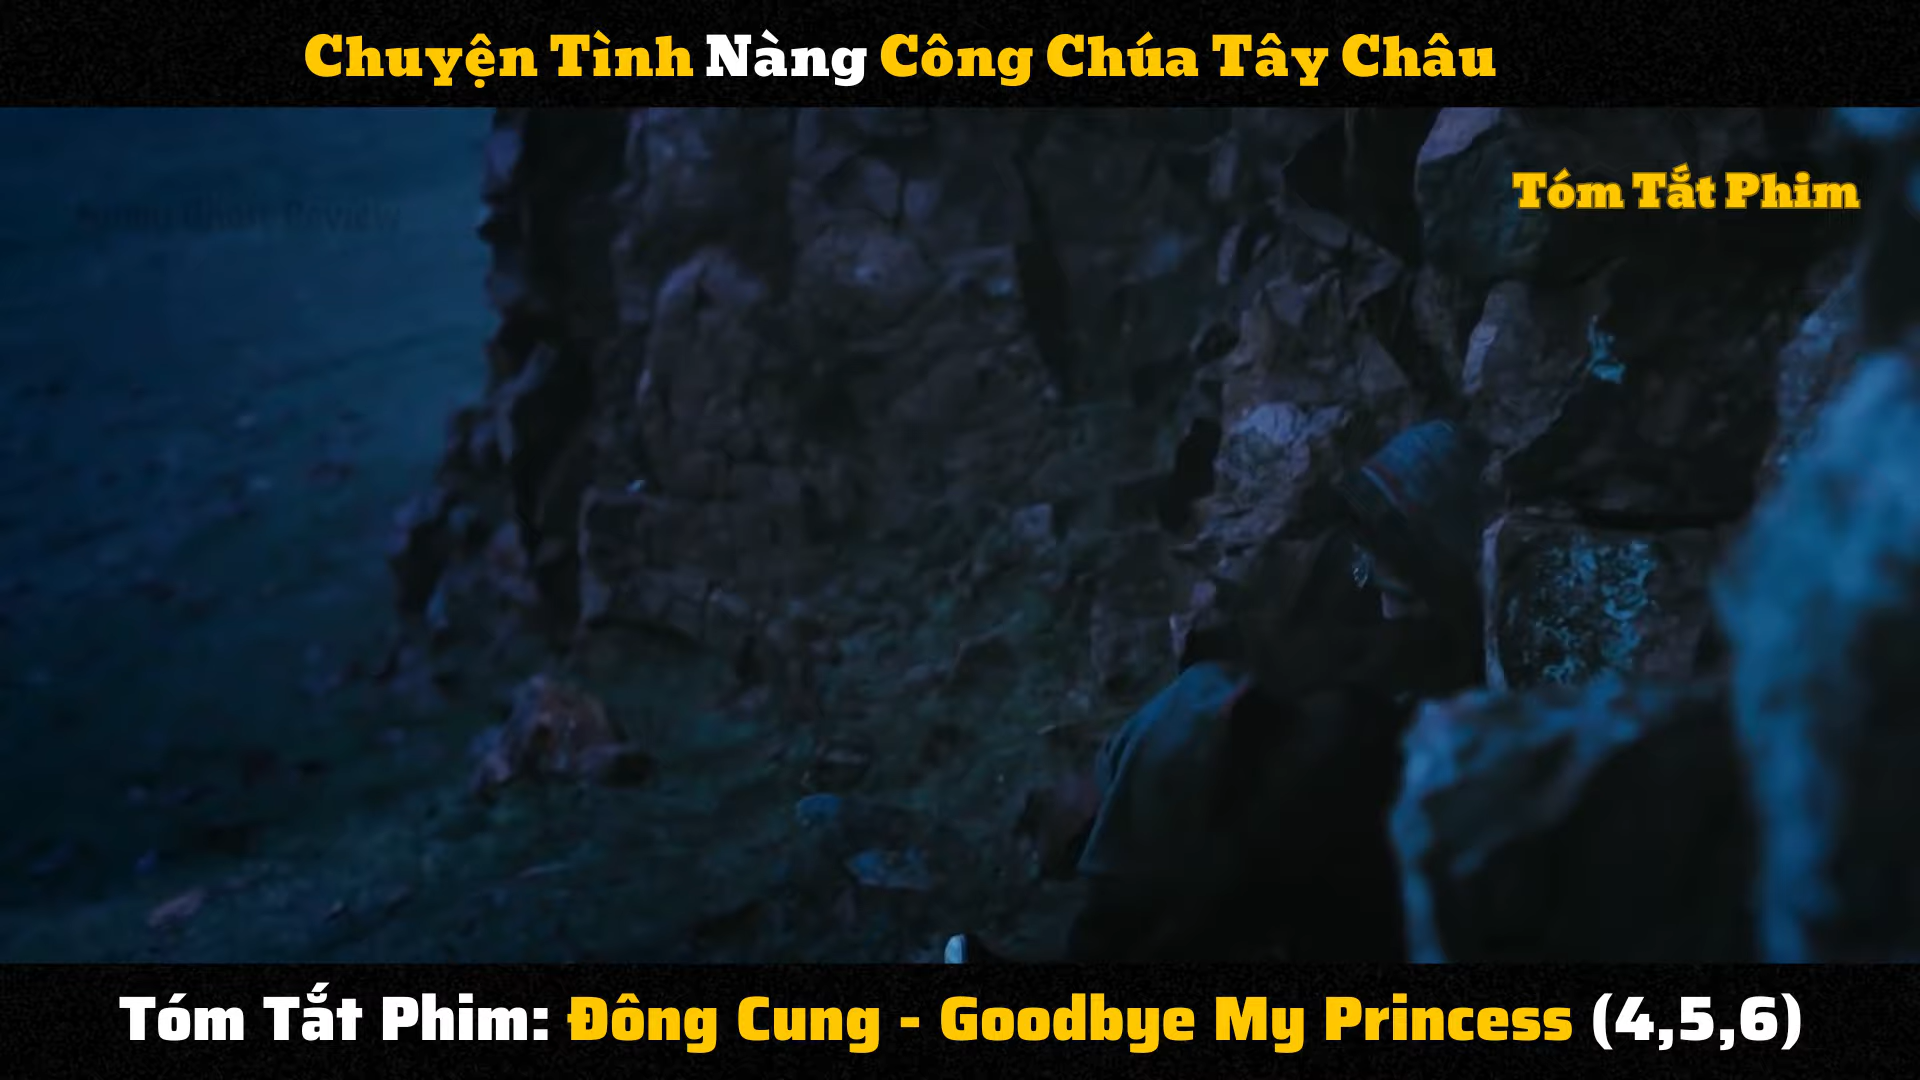 Chuyện Tình Nàng Công Chúa Tây Châu
Tóm Tắt Phim
Review
Tóm Tắt Phim: Đông Cung - Goodbye My Princess (4,5,6)